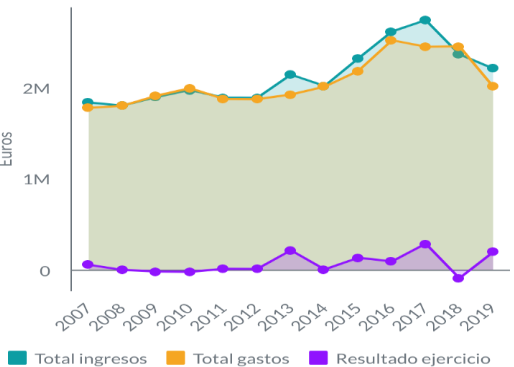 2M
Euros
1M
0
2007 2008 2009 2010 2011 2012 2013 2014 2015 2016 2017 2018 2019
Total ingresos Total gastos Resultado ejercicio